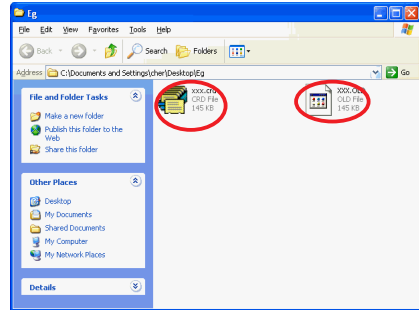 Eg
File Edit View Favorites Tools Help
Back Search Folders
Address C:\Documents and Settings\cher\Desktop\Eg Go
File and Folder Tasks
Make a new folder
Publish this folder to the
Web
Share this folder
Other Places
Desktop
My Documents
Shared Documents
My Computer
My Network Places
Details
xxx.crd
CRD File
145 KB
XXX.OLD
OLD File
145 KB